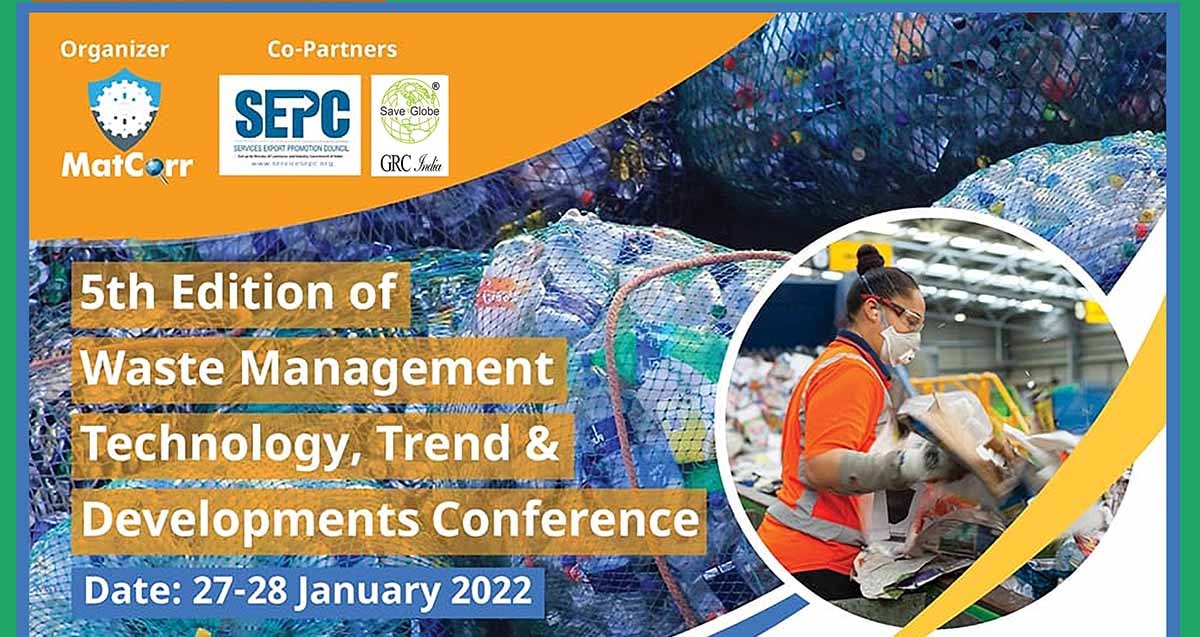 Organizer
Co-Partners
MatCorr
SEPC
SERVICES EXPORT PROMOTION COUNCIL
www.servicesepc.org
Save Globe
®
GRC India
5th Edition of
Waste Management
Technology, Trend &
Developments Conference
Date: 27-28 January 2022